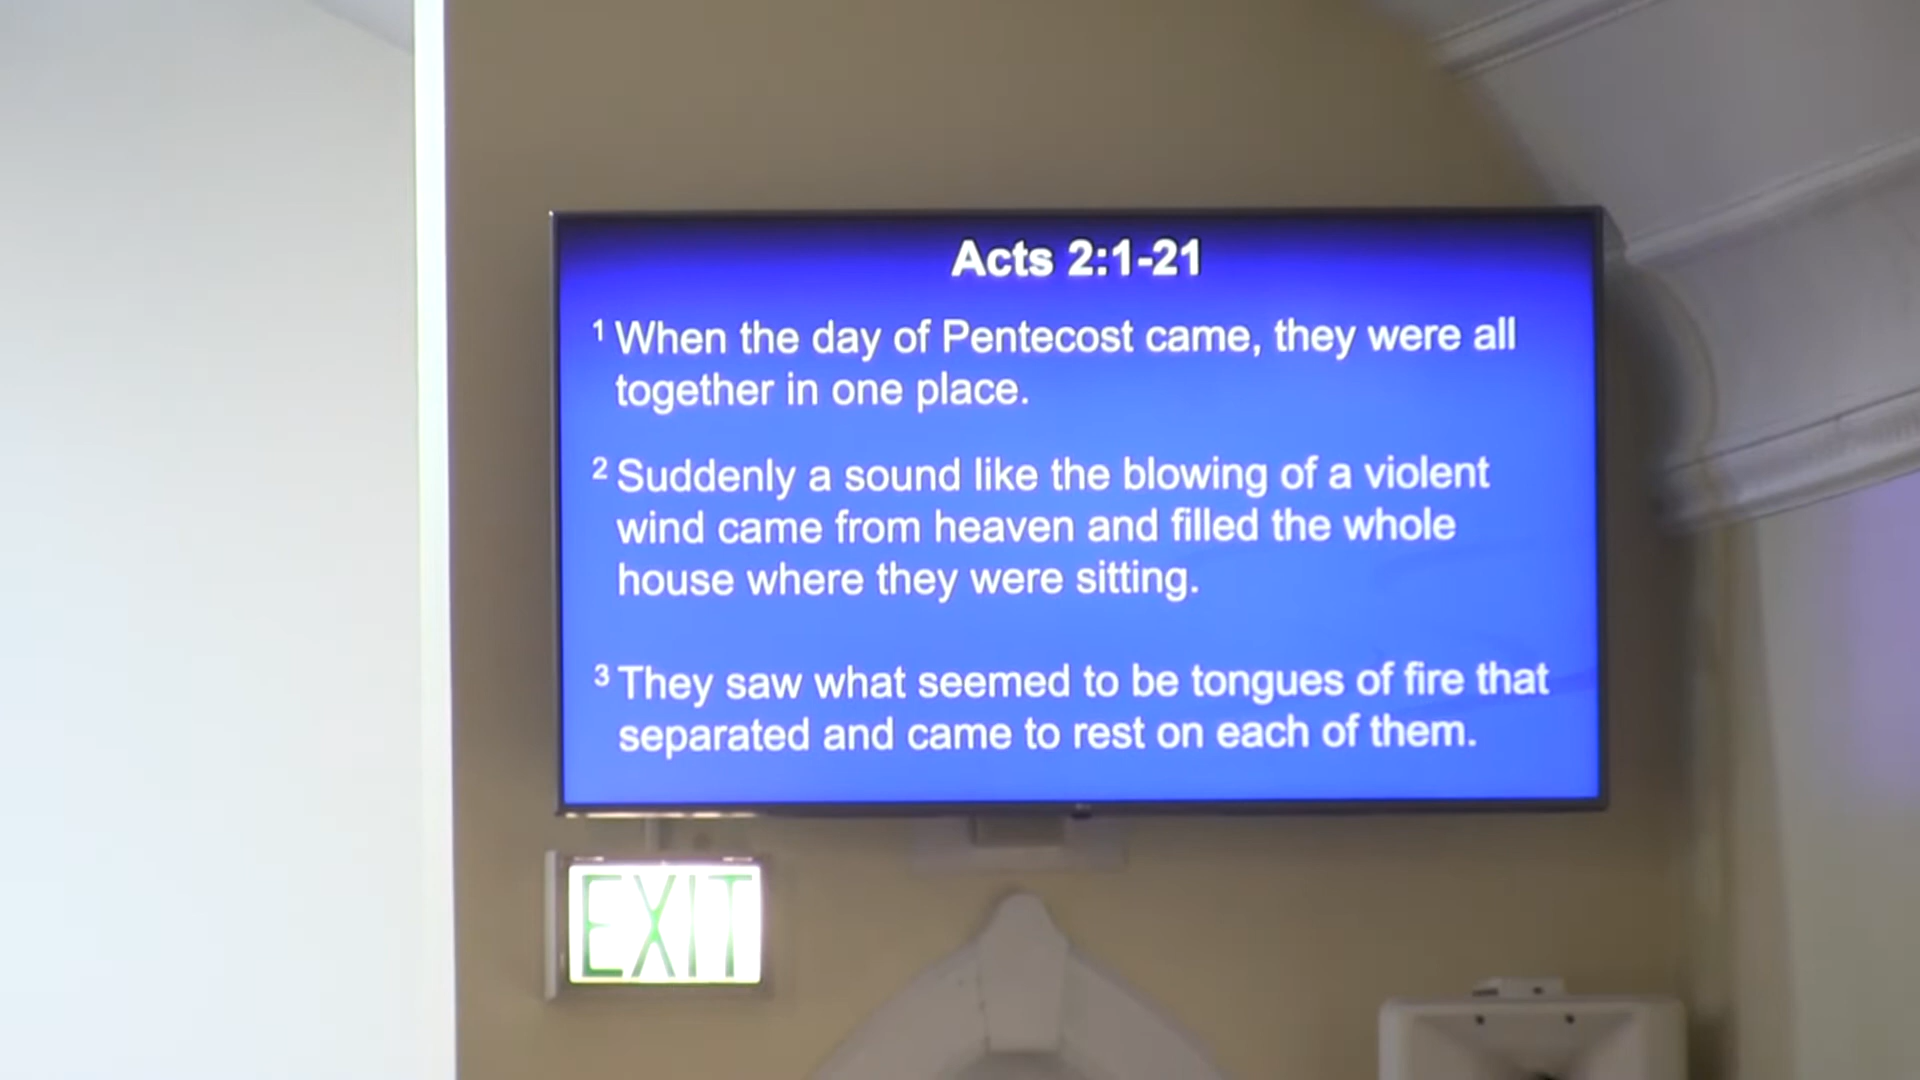 Acts 2:1-21
1 When the day of Pentecost came, they were all
together in one place.
2 Suddenly a sound like the blowing of a violent
wind came from heaven and filled the whole
house where they were sitting.
3 They saw what seemed to be tongues of fire that
separated and came to rest on each of them.
EXIT